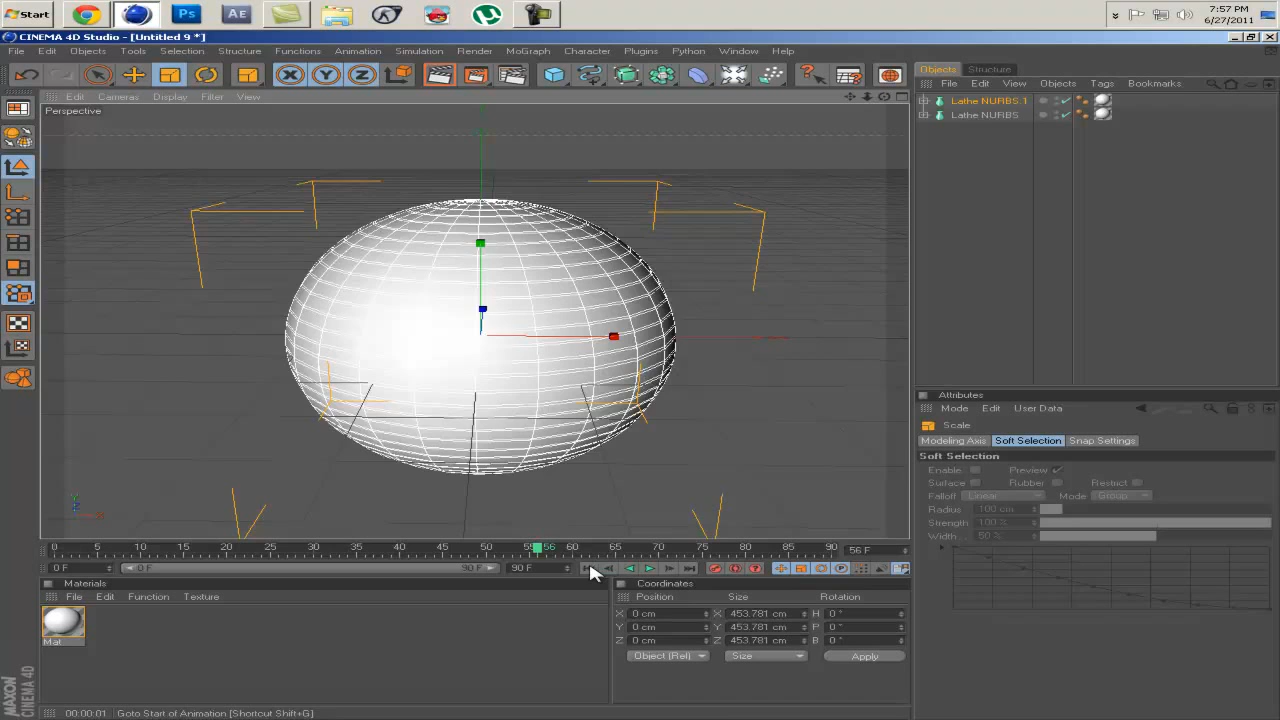 Start
Ps
Ae
7:57 PM
6/27/2011
CINEMA 4D Studio - [Untitled 9 *]
File Edit Objects Tools Selection Structure Functions Animation Simulation Render MoGraph Character Plugins Python Window Help
X Y Z
Objects Structure
File Edit View Objects Tags Bookmarks
Edit Cameras Display Filter View
Perspective
Lathe NURBS.1
Lathe NURBS
Attributes
Mode Edit User Data
Scale
Modeling Axis Soft Selection Snap Settings
Soft Selection
Enable Preview
Surface Rubber Restrict
Falloff Linear Mode Group
Radius 100 cm
Strength 100 %
Width 50 %
0 5 10 15 20 25 30 35 40 45 50 55 56 60 65 70 75 80 85 90 56 F
0 F 0 F 90 F 90 F
Materials
File Edit Function Texture
Mat
Coordinates
Position Size Rotation
X 0 cm X 453.781 cm H 0 °
Y 0 cm Y 453.781 cm P 0 °
Z 0 cm Z 453.781 cm B 0 °
Object (Rel) Size Apply
MAXON
CINEMA 4D
00:00:01 Goto Start of Animation [Shortcut Shift+G]